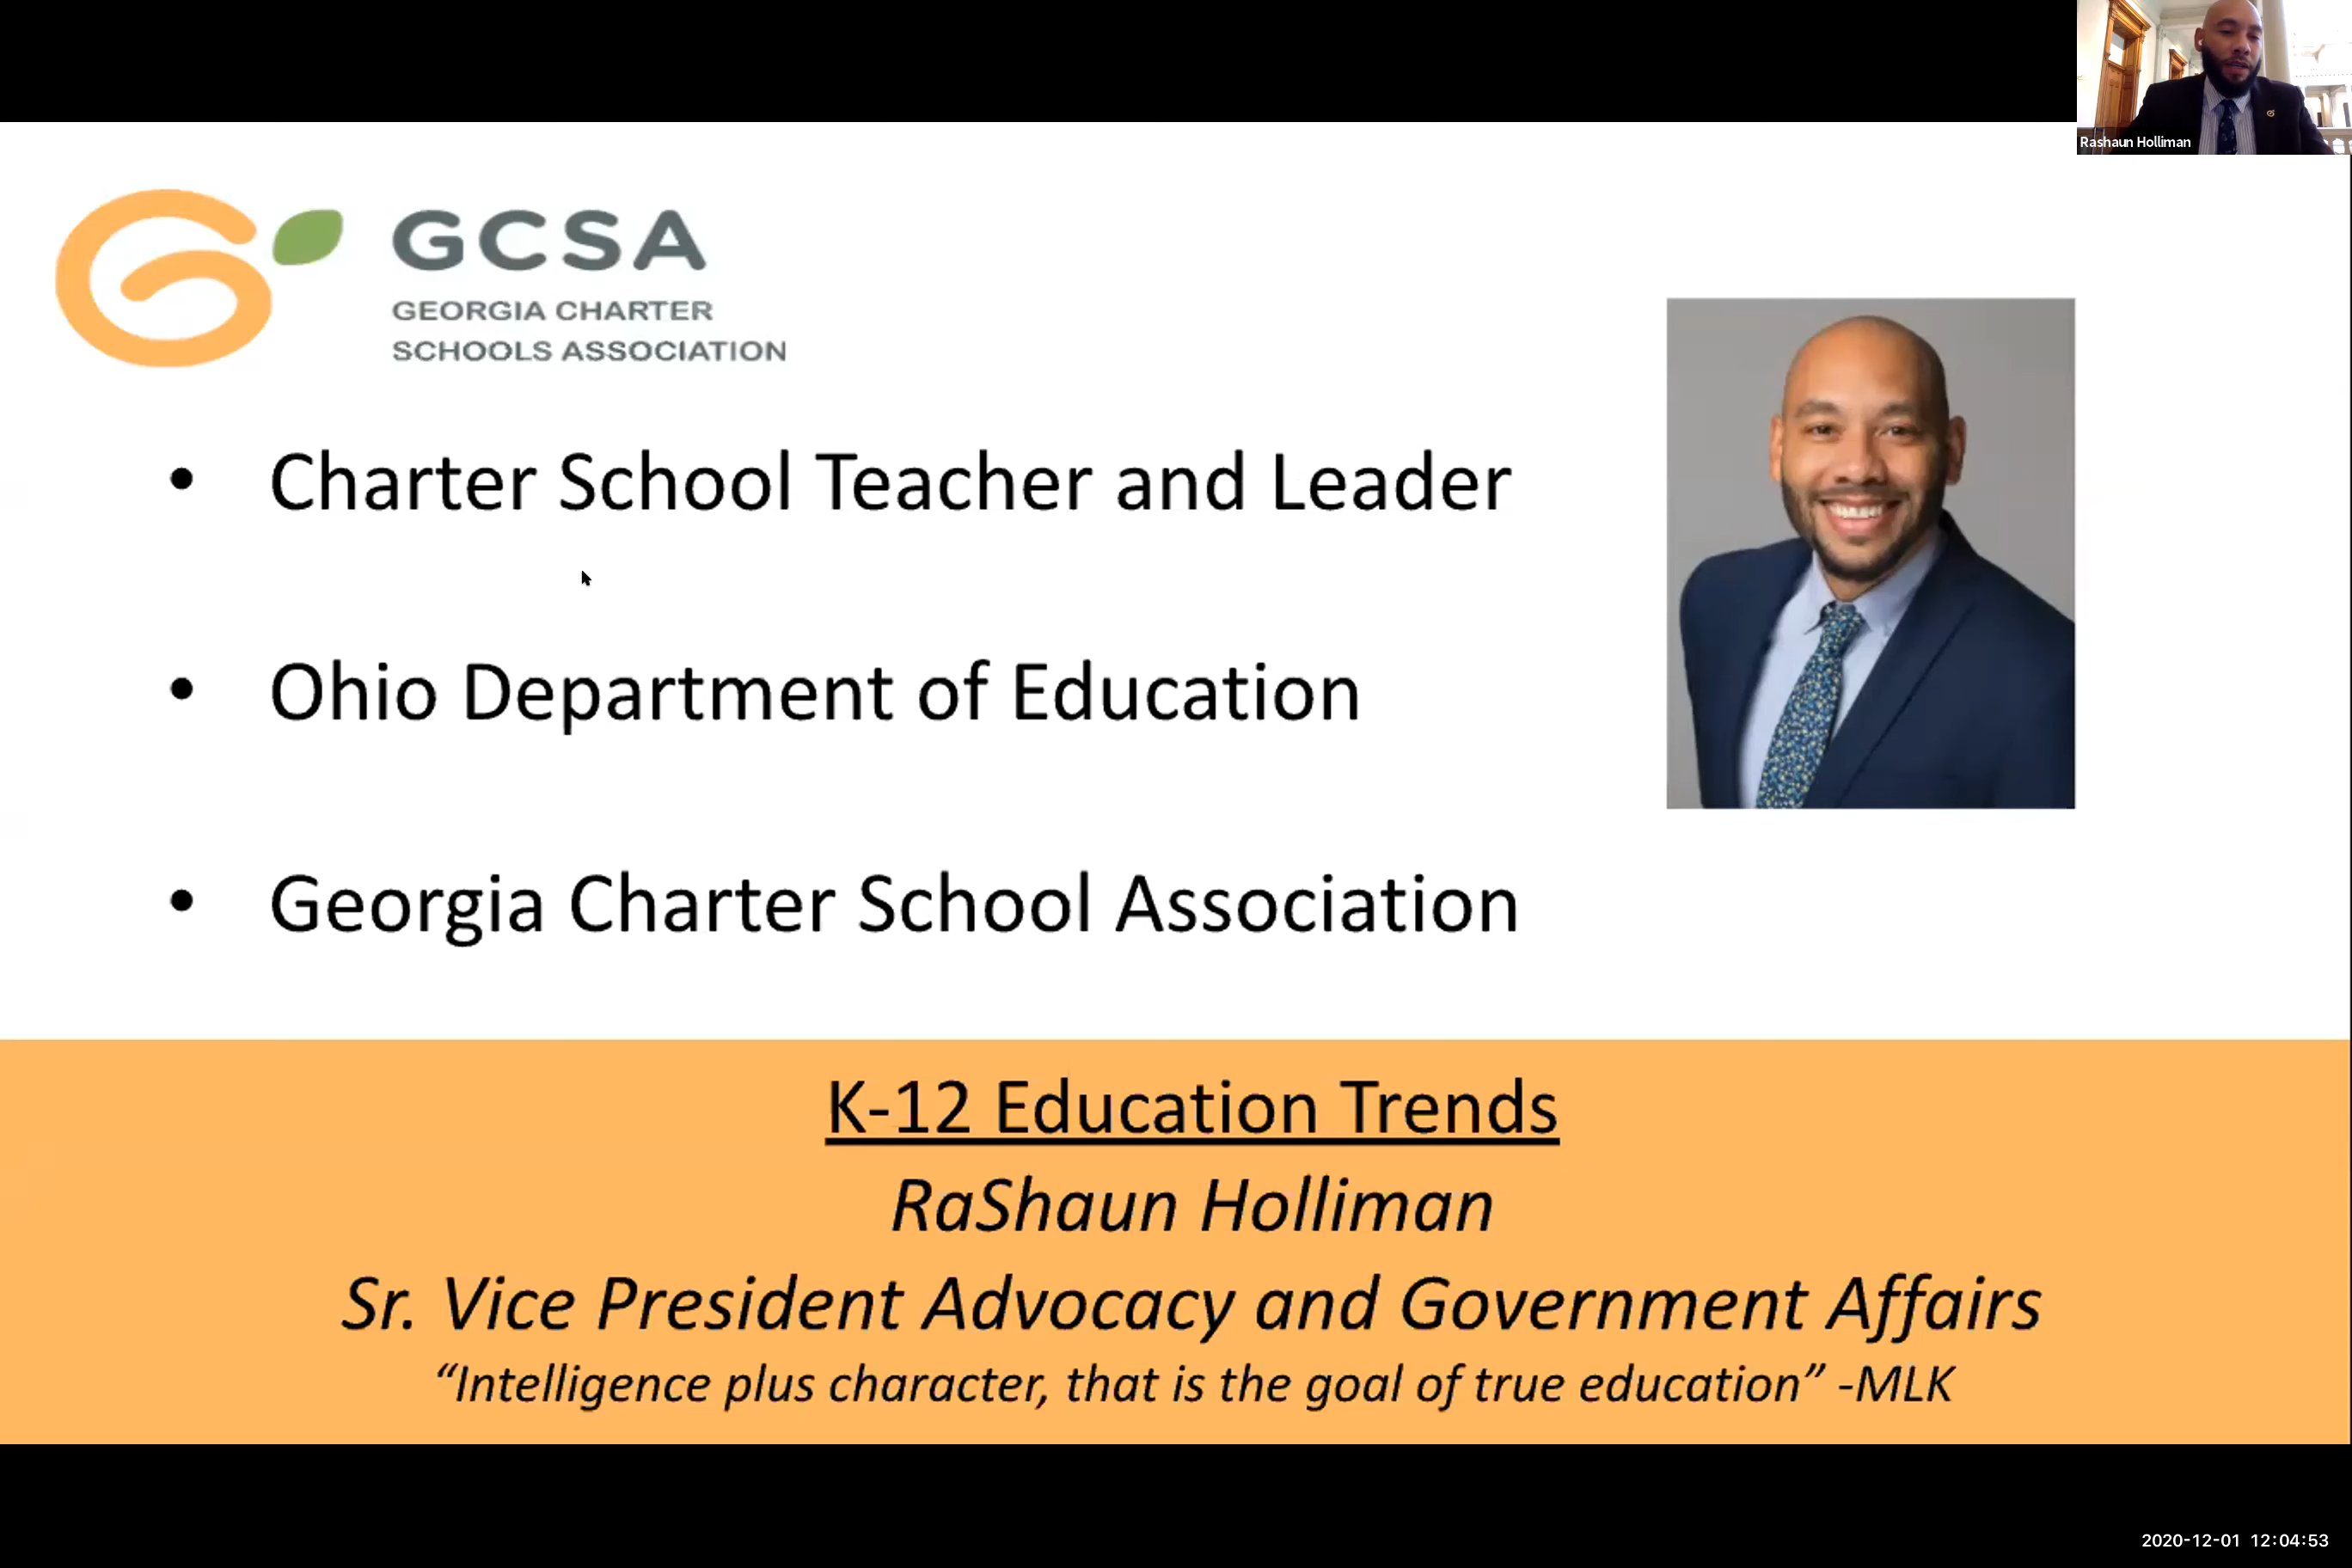 Rashaun Holliman
GCSA
GEORGIA CHARTER
SCHOOLS ASSOCIATION
• Charter School Teacher and Leader
• Ohio Department of Education
• Georgia Charter School Association
K-12 Education Trends
RaShaun Holliman
Sr. Vice President Advocacy and Government Affairs
“Intelligence plus character, that is the goal of true education” -MLK
2020-12-01 12:04:53